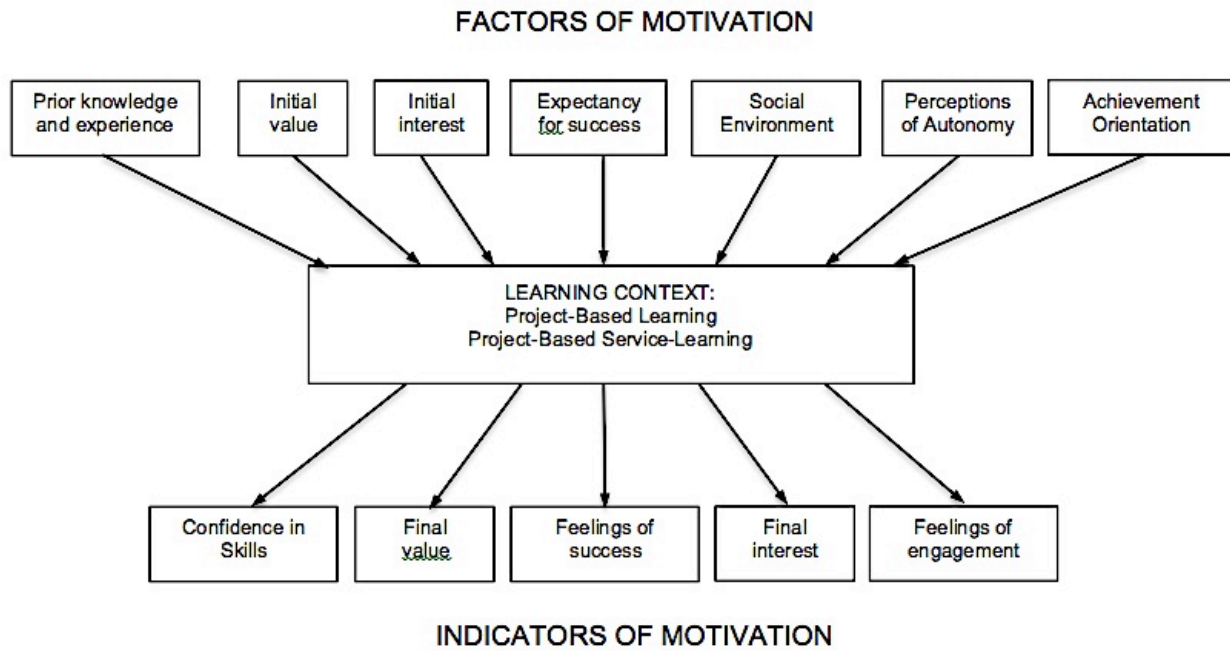 FACTORS OF MOTIVATION
Prior knowledge
and experience
Initial
value
Initial
interest
Expectancy
for success
Social
Environment
Perceptions
of Autonomy
Achievement
Orientation
LEARNING CONTEXT:
Project-Based Learning
Project-Based Service-Learning
Confidence in
Skills
Final
value
Feelings of
success
Final
interest
Feelings of
engagement
INDICATORS OF MOTIVATION